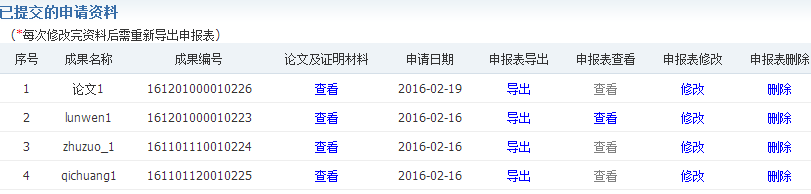 已提交的申请资料
（*每次修改完资料后需重新导出申报表）
序号 成果名称 成果编号 论文及证明材料 申请日期 申报表导出 申报表查看 申报表修改 申报表删除
1 论文1 161201000010226 查看 2016-02-19 导出 查看 修改 删除
2 lunwen1 161201000010223 查看 2016-02-16 导出 查看 修改 删除
3 zhuzuo_1 161101110010224 查看 2016-02-16 导出 查看 修改 删除
4 qichuang1 161101120010225 查看 2016-02-16 导出 查看 修改 删除